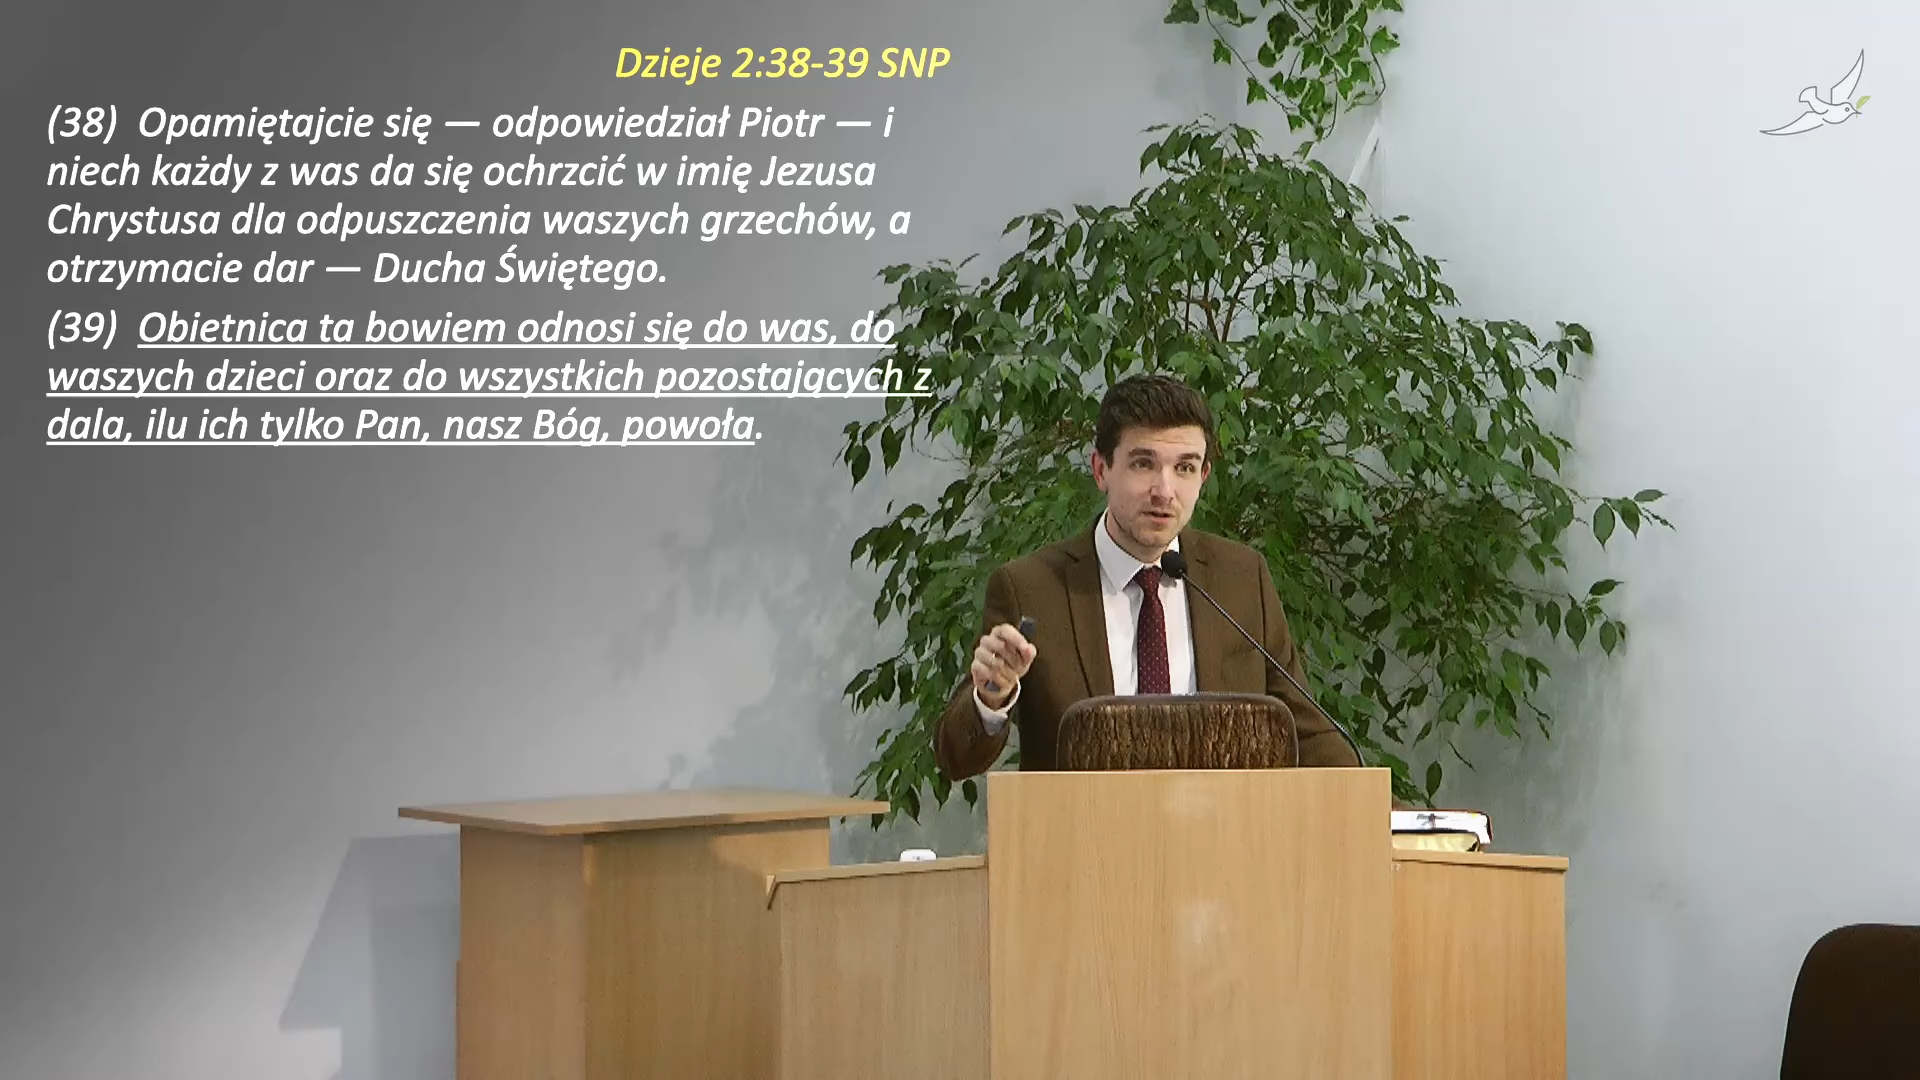 Dzieje 2:38-39 SNP
(38) Opamiętajcie się — odpowiedział Piotr — i
niech każdy z was da się ochrzcić w imię Jezusa
Chrystusa dla odpuszczenia waszych grzechów, a
otrzymacie dar — Ducha Świętego.
(39) Obietnica ta bowiem odnosi się do was, do
waszych dzieci oraz do wszystkich pozostających z
dala, ilu ich tylko Pan, nasz Bóg, powoła.